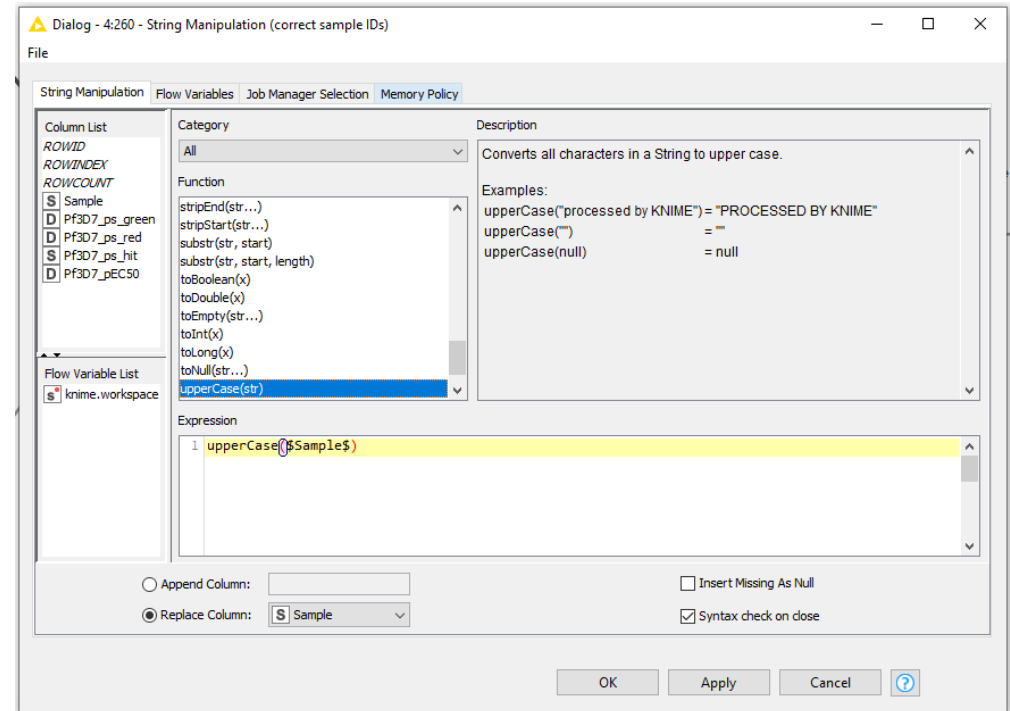 Dialog - 4:260 - String Manipulation (correct sample IDs)
File
String Manipulation Flow Variables Job Manager Selection Memory Policy
Column List
ROWID
ROWINDEX
ROWCOUNT
S Sample
D Pf3D7_ps_green
D Pf3D7_ps_red
S Pf3D7_ps_hit
D Pf3D7_pEC50
Flow Variable List
s knime.workspace
Category
All
Function
stripEnd(str...)
stripStart(str...)
substr(str, start)
substr(str, start, length)
toBoolean(x)
toDouble(x)
toEmpty(str...)
toInt(x)
toLong(x)
toNull(str...)
upperCase(str)
Description
Converts all characters in a String to upper case.
Examples:
upperCase("processed by KNIME") = "PROCESSED BY KNIME"
upperCase("") = ""
upperCase(null) = null
Expression
1 upperCase($Sample$)
Append Column:
Insert Missing As Null
Replace Column: S Sample
Syntax check on close
OK Apply Cancel ?